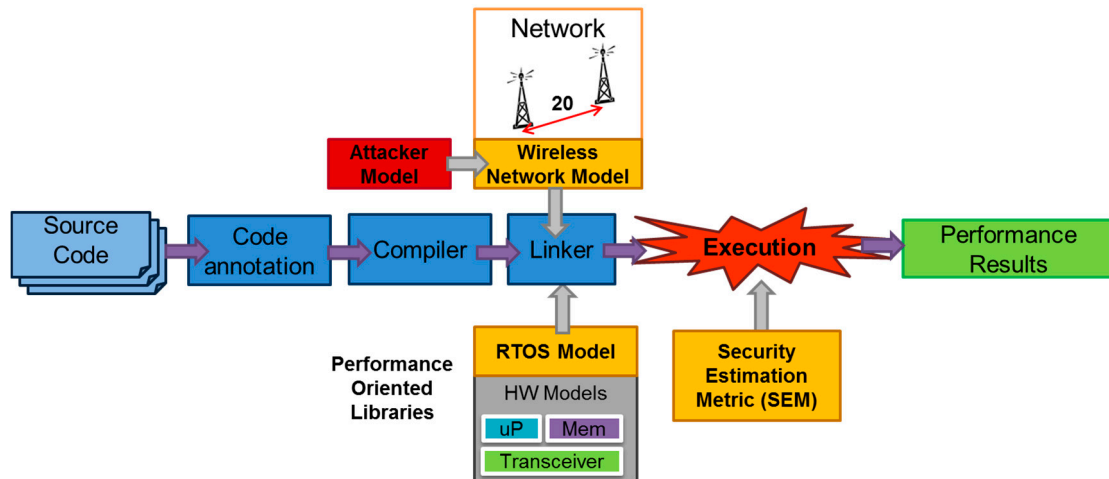 Network
20
Attacker
Model
Wireless
Network Model
Source
Code
Code
annotation
Compiler
Linker
Execution
Performance
Results
Performance
Oriented
Libraries
RTOS Model
HW Models
uP
Mem
Transceiver
Security
Estimation
Metric (SEM)